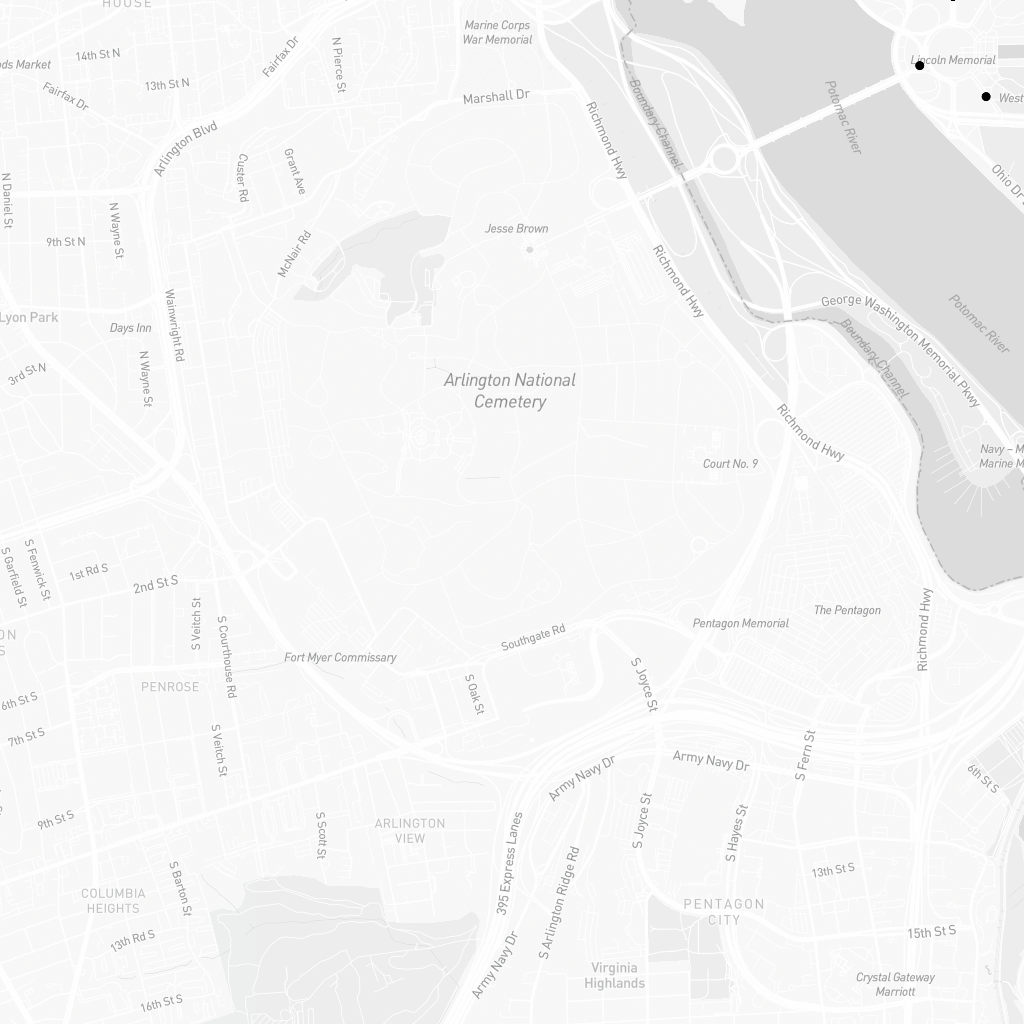 HOUSE
Marine Corps
War Memorial
14th St N
Fairfax Dr
N Pierce St
Lincoln Memorial
nds Market
13th St N
Fairfax Dr
Marshall Dr
West
Richmond Hwy
Boundary Channel
Potomac River
Arlington Blvd
Custer Rd
Grant Ave
Ohio Dr S
N Daniel St
N Wayne St
9th St N
McNair Rd
Jesse Brown
Richmond Hwy
George Washington Memorial Pkwy
Potomac River
Lyon Park
Days Inn
Wainwright Rd
Boundary Channel
3rd St N
N Wayne St
Arlington National
Cemetery
Richmond Hwy
Court No. 9
Navy – M
Marine M
S Garfield St
S Fenwick St
1st Rd S
2nd St S
S Veitch St
S Courthouse Rd
The Pentagon
Pentagon Memorial
Richmond Hwy
ON
S
Southgate Rd
Fort Myer Commissary
PENROSE
S Oak St
S Joyce St
6th St S
7th St S
S Veitch St
Army Navy Dr
Army Navy Dr
S Fern St
6th St S
9th St S
S Scott St
ARLINGTON
VIEW
395 Express Lanes
S Joyce St
S Hayes St
S Arlington Ridge Rd
13th St S
S Barton St
COLUMBIA
HEIGHTS
PENTAGON
CITY
15th St S
13th Rd S
Army Navy Dr
Virginia
Highlands
Crystal Gateway
Marriott
16th St S